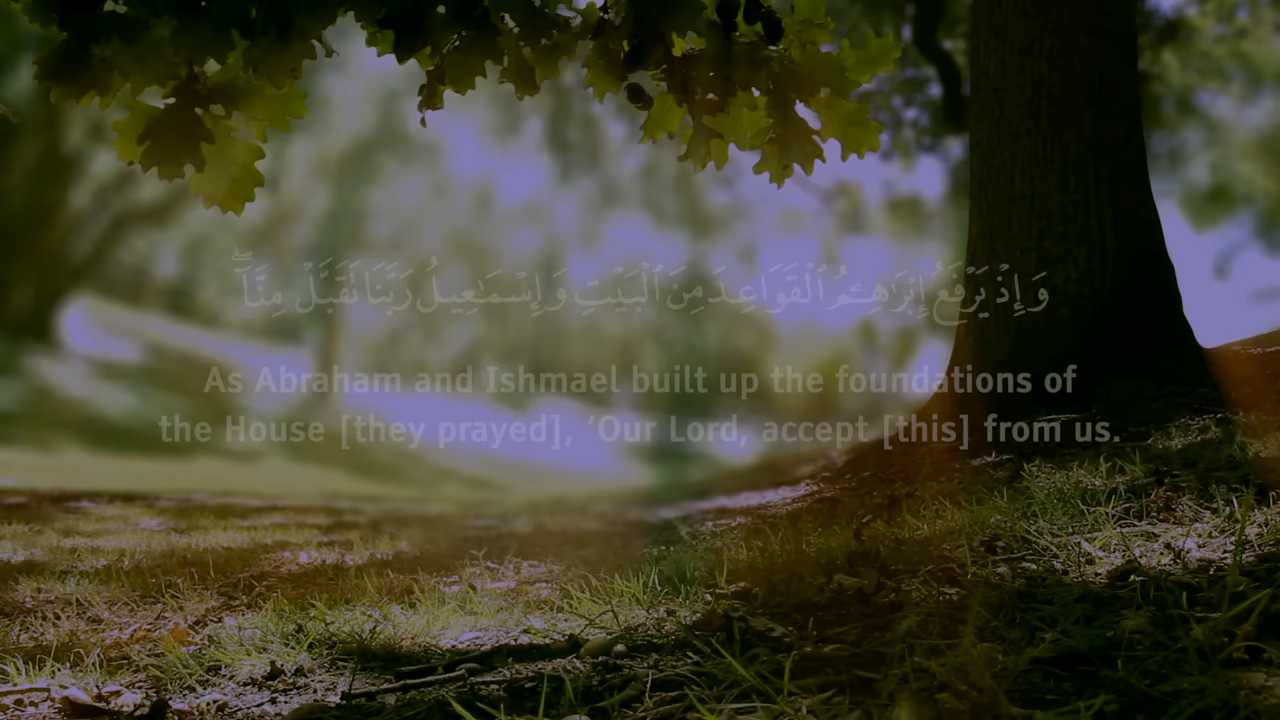 وَإِذْ يَرْفَعُ إِبْرَٰهِـۧمُ ٱلْقَوَاعِدَ مِنَ ٱلْبَيْتِ وَإِسْمَـٰعِيلُ رَبَّنَا تَقَبَّلْ مِنَّآ ۖ
As Abraham and Ishmael built up the foundations of
the House [they prayed], ‘Our Lord, accept [this] from us.